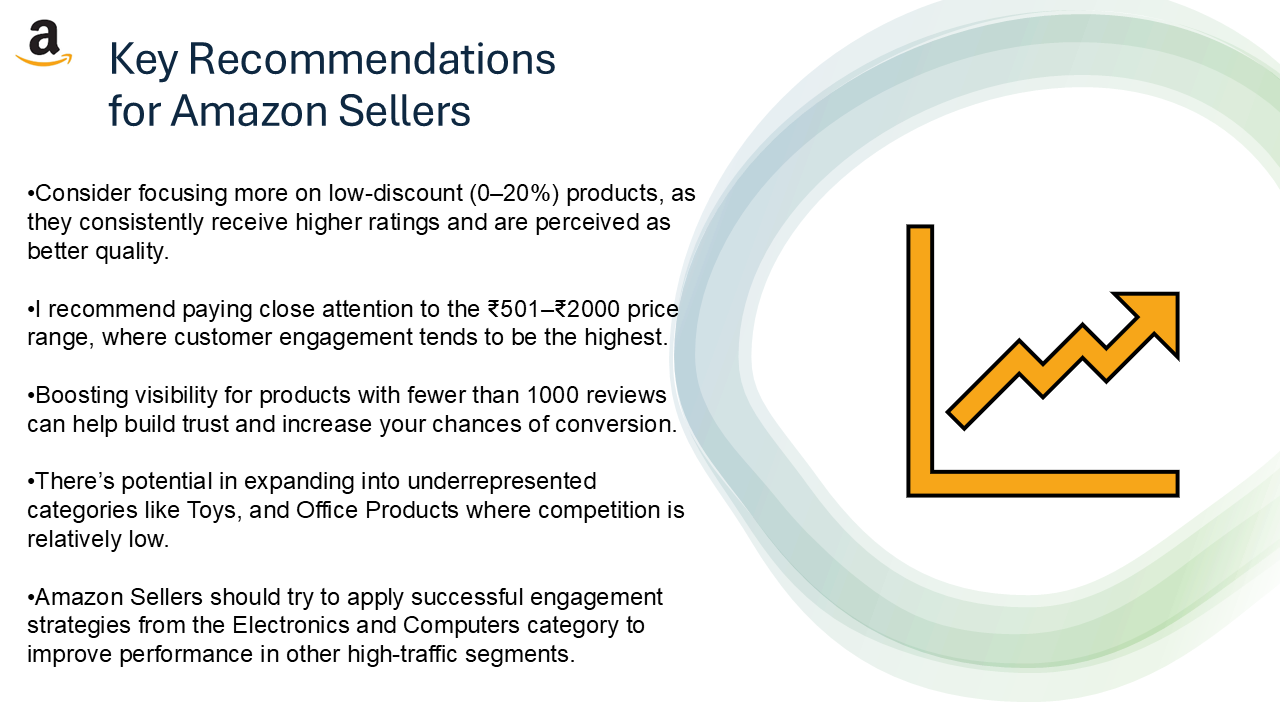 a
Key Recommendations
for Amazon Sellers
•Consider focusing more on low-discount (0–20%) products, as
they consistently receive higher ratings and are perceived as
better quality.
•I recommend paying close attention to the ₹501–₹2000 price
range, where customer engagement tends to be the highest.
•Boosting visibility for products with fewer than 1000 reviews
can help build trust and increase your chances of conversion.
•There’s potential in expanding into underrepresented
categories like Toys, and Office Products where competition is
relatively low.
•Amazon Sellers should try to apply successful engagement
strategies from the Electronics and Computers category to
improve performance in other high-traffic segments.